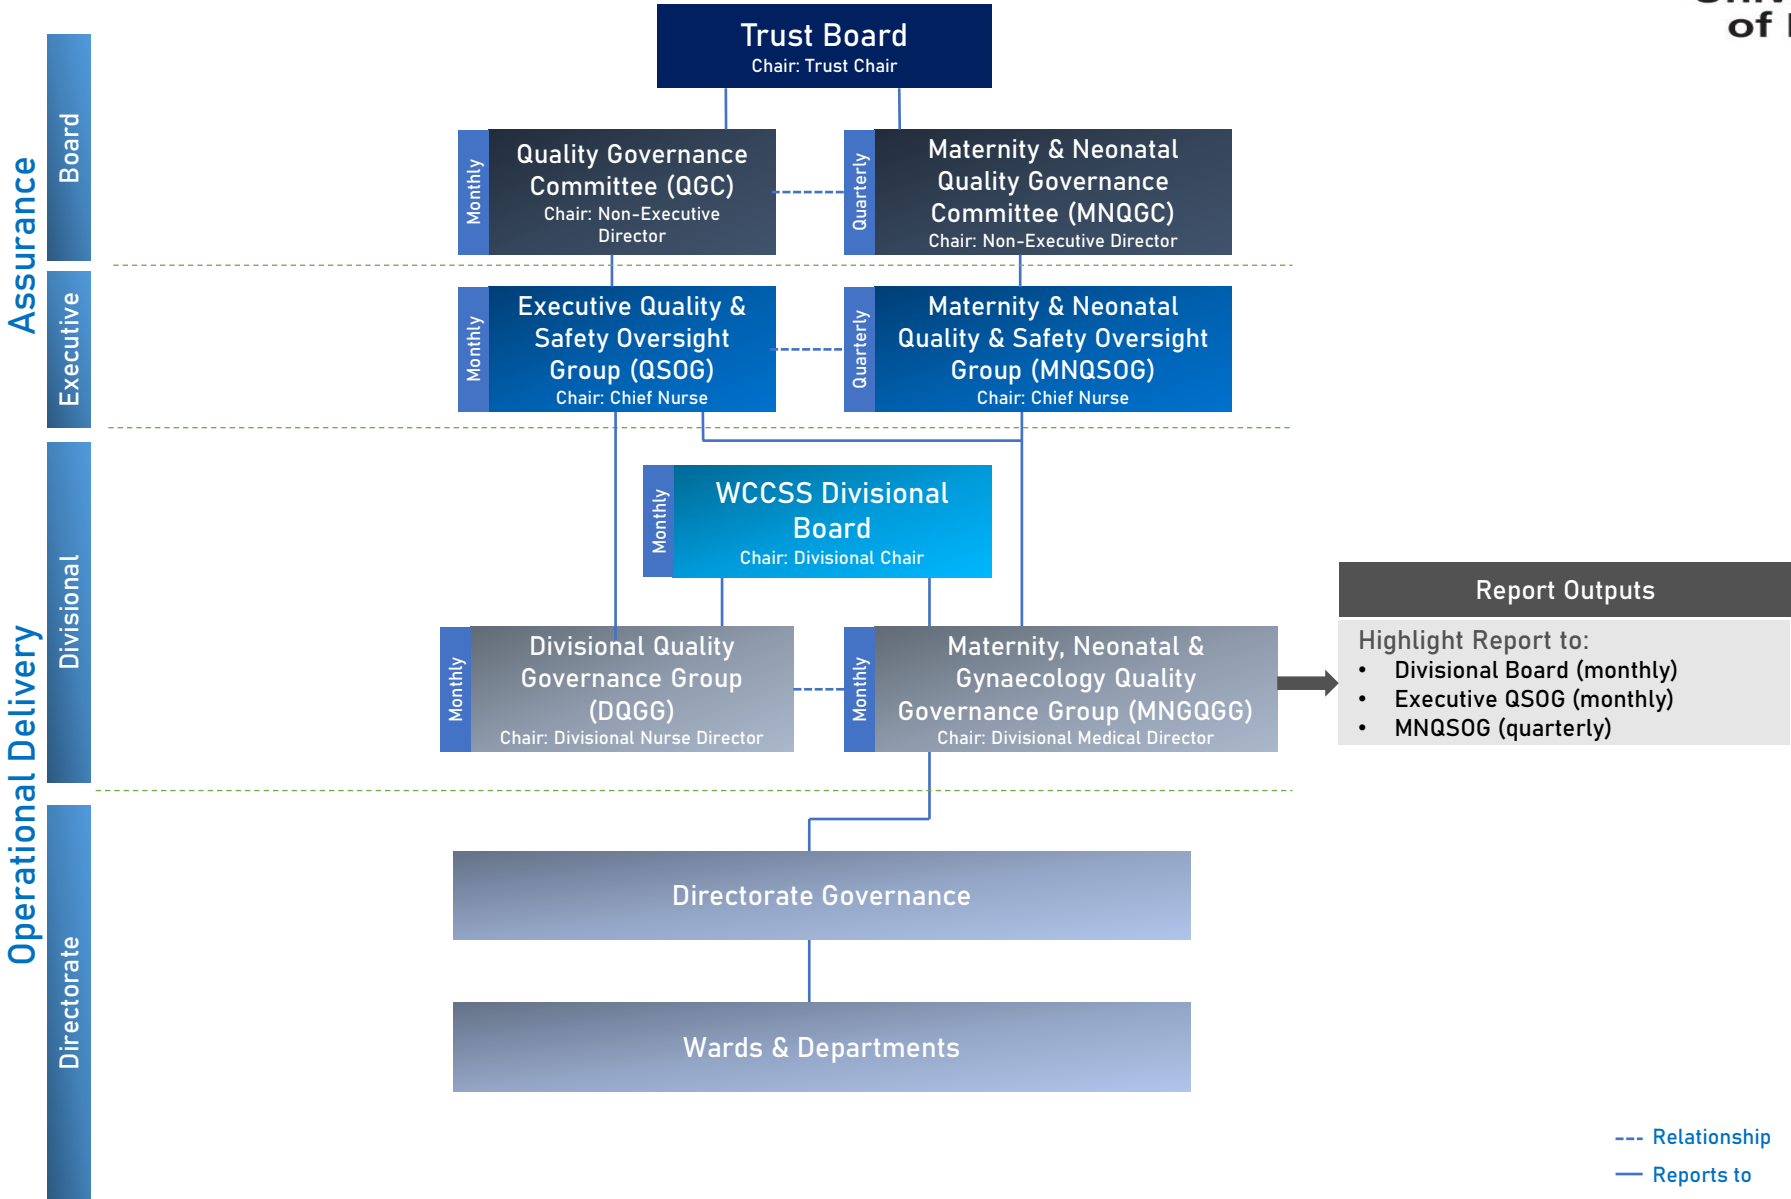 of
Trust Board
Chair: Trust Chair
Assurance
Board
Monthly
Quality Governance
Committee (QGC)
Chair: Non-Executive
Director
Quarterly
Maternity & Neonatal
Quality Governance
Committee (MNQGC)
Chair: Non-Executive Director
Executive
Monthly
Executive Quality &
Safety Oversight
Group (QSOG)
Chair: Chief Nurse
Quarterly
Maternity & Neonatal
Quality & Safety Oversight
Group (MNQSOG)
Chair: Chief Nurse
Operational Delivery
Divisional
Monthly
WCCSS Divisional
Board
Chair: Divisional Chair
Monthly
Divisional Quality
Governance Group
(DQGG)
Chair: Divisional Nurse Director
Monthly
Maternity, Neonatal &
Gynaecology Quality
Governance Group (MNGQGG)
Chair: Divisional Medical Director
Report Outputs
Highlight Report to:
• Divisional Board (monthly)
• Executive QSOG (monthly)
• MNQSOG (quarterly)
Directorate
Directorate Governance
Wards & Departments
Relationship
Reports to